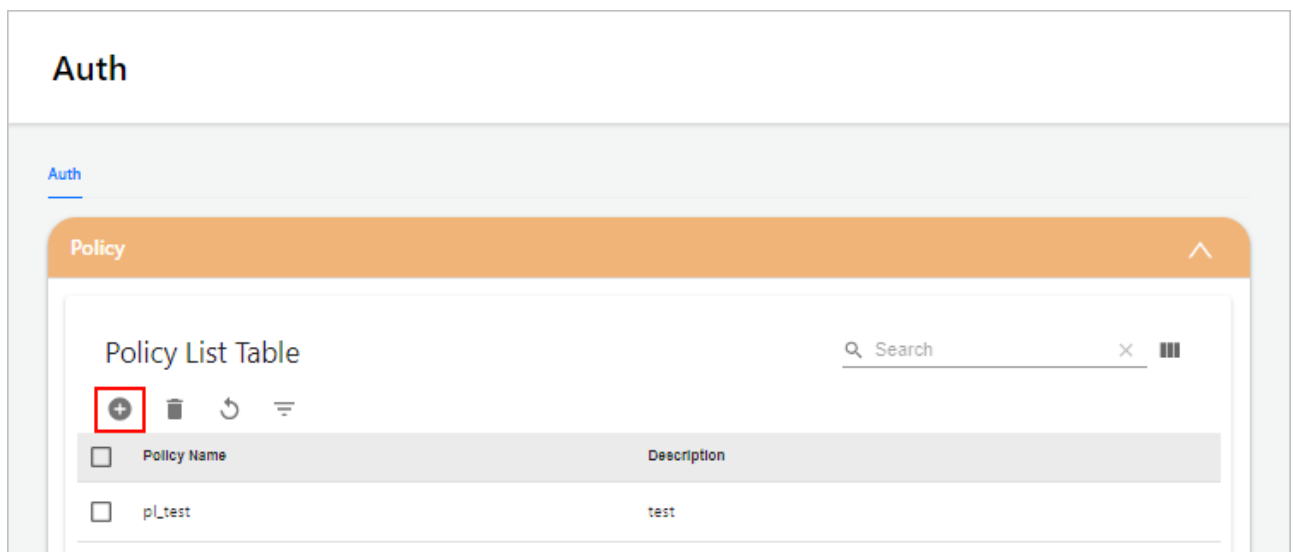 Auth
Auth
Policy
Policy List Table
Search
Policy Name Description
pl_test test